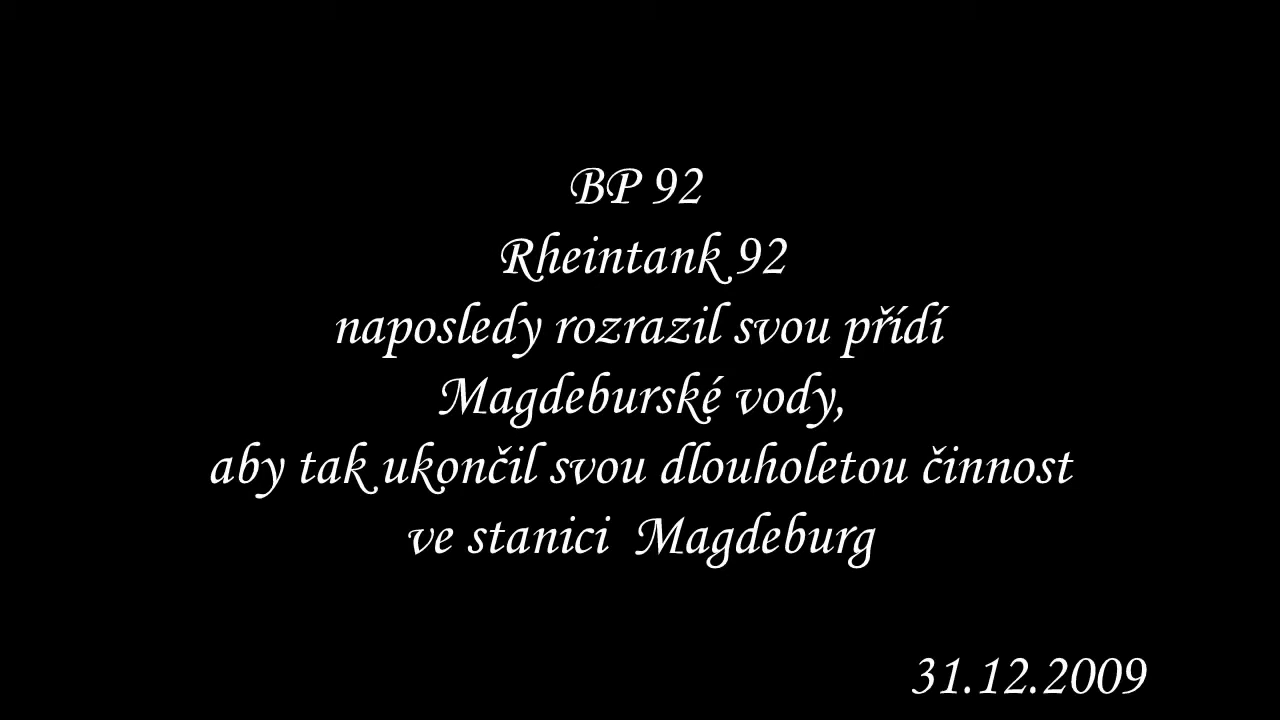 BP 92
Rheintank 92
naposledy rozrazil svou přídí
Magdeburské vody,
aby tak ukončil svou dlouholetou činnost
ve stanici Magdeburg
31.12.2009